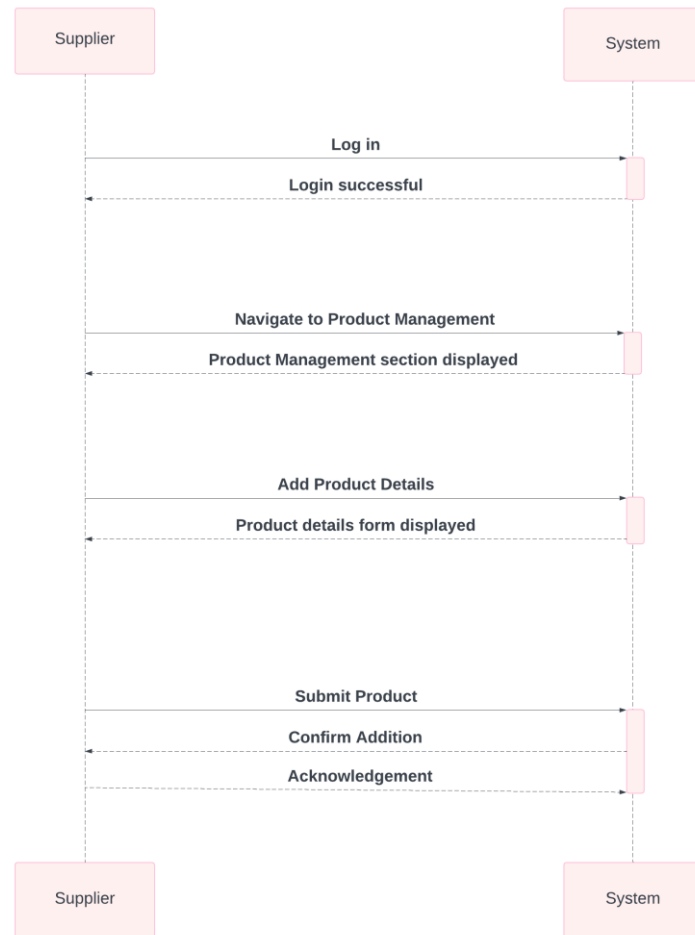 Supplier
System
Log in
Login successful
Navigate to Product Management
Product Management section displayed
Add Product Details
Product details form displayed
Submit Product
Confirm Addition
Acknowledgement
Supplier
System